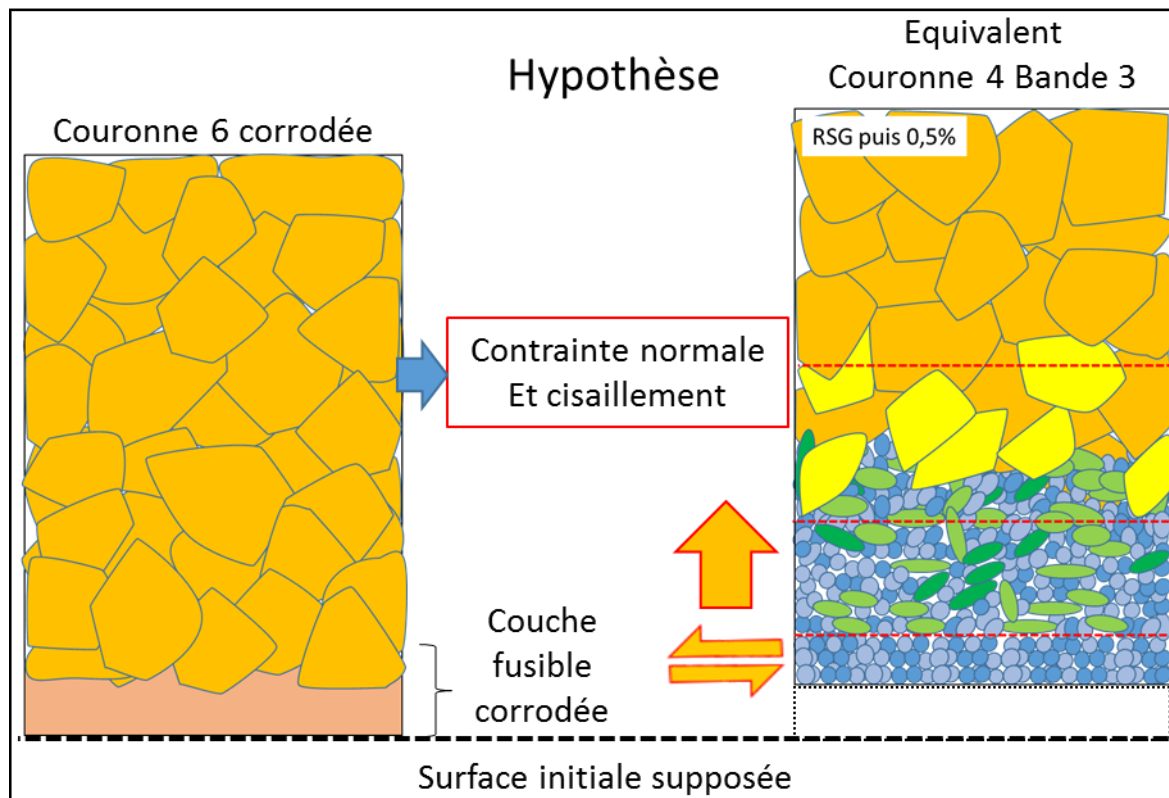 Hypothèse
Equivalent
Couronne 4 Bande 3
Couronne 6 corrodée
RSG puis 0,5%
Contrainte normale
Et cisaillement
Couche
fusible
corrodée
Surface initiale supposée